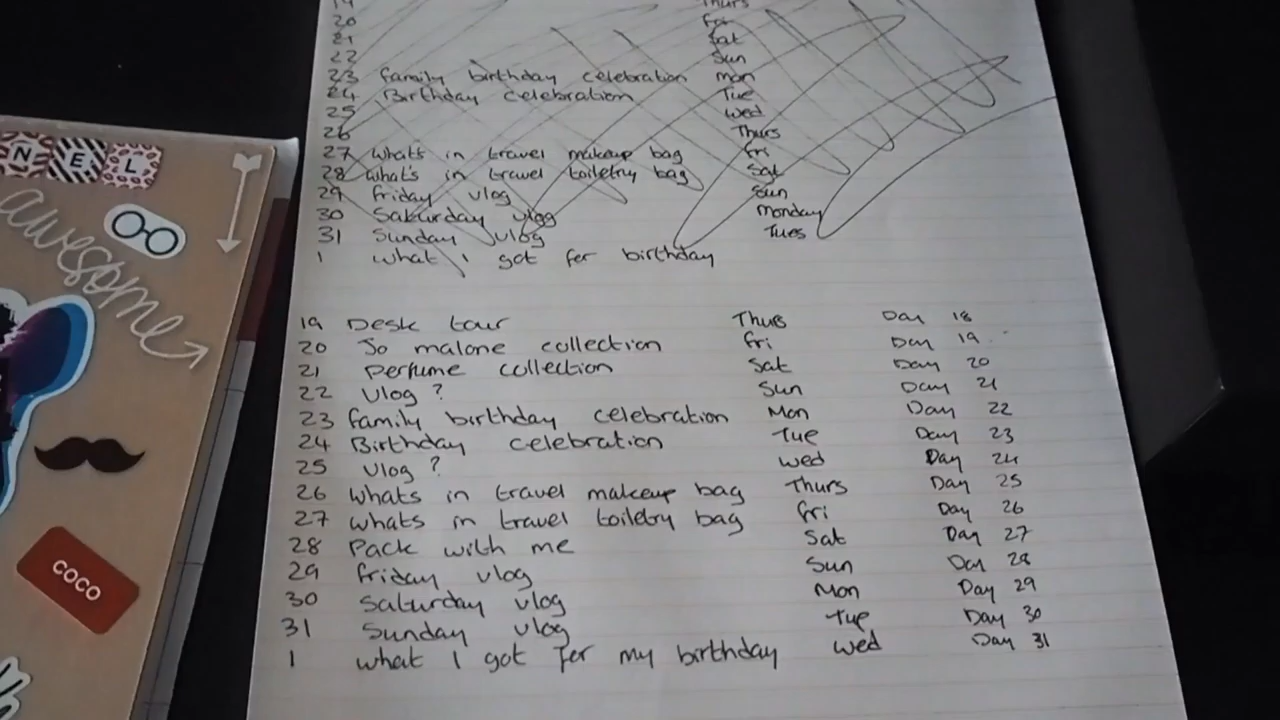 19 Thurs
20 fri
21 Sat
22 Sun
23 family birthday celebration mon
24 Birthday celebration Tue
25 wed
26 Thurs
27 what's in travel makeup bag fri
28 what's in travel toiletry bag Sat
29 friday vlog Sun
30 Saturday vlog monday
31 Sunday vlog Tues
1 what I got for birthday
19 Desk tour Thurs Day 18
20 Jo malone collection fri Day 19
21 perfume collection Sat Day 20
22 Vlog ? Sun Day 21
23 family birthday celebration Mon Day 22
24 Birthday celebration Tue Day 23
25 Vlog ? wed Day 24
26 whats in travel makeup bag Thurs Day 25
27 whats in travel toiletry bag fri Day 26
28 Pack with me Sat Day 27
29 friday vlog Sun Day 28
30 Saturday vlog Mon Day 29
31 Sunday vlog Tue Day 30
1 what I got for my birthday wed Day 31
NEL
awesome
COCO